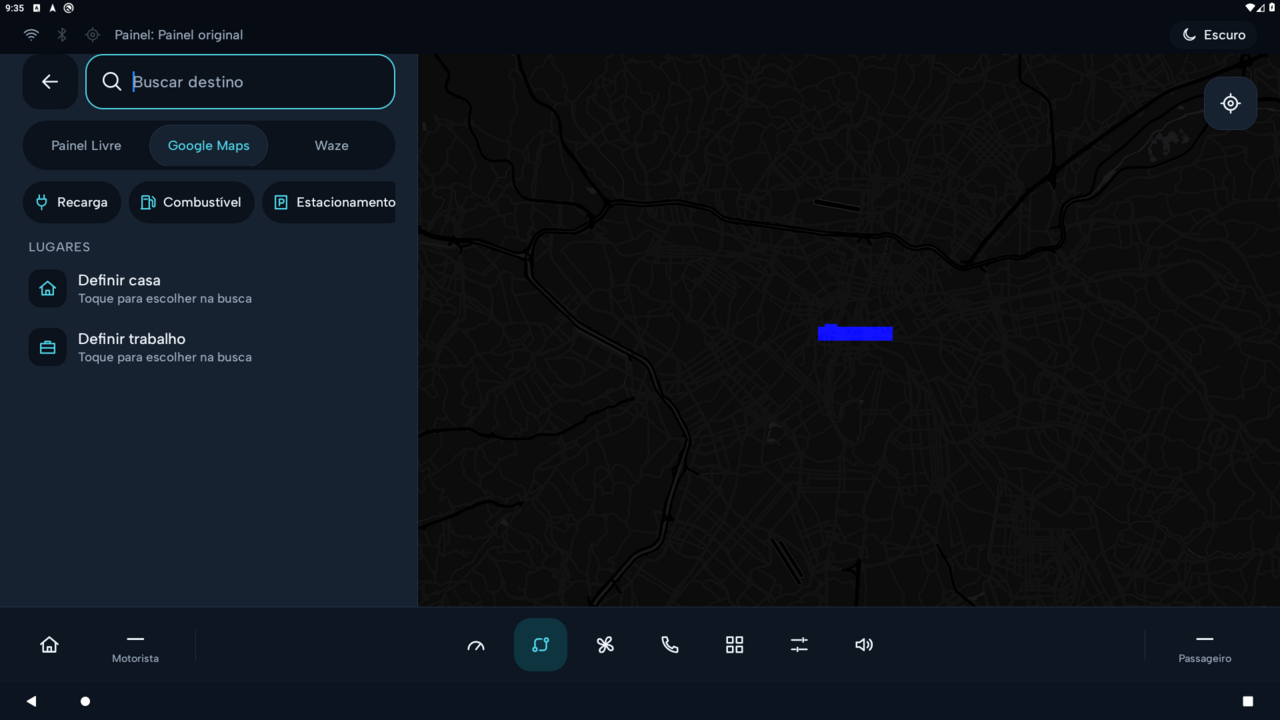 9:35
Painel: Painel original
Escuro
Buscar destino
Painel Livre
Google Maps
Waze
Recarga
Combustível
Estacionamento
LUGARES
Definir casa
Toque para escolher na busca
Definir trabalho
Toque para escolher na busca
Motorista
Passageiro